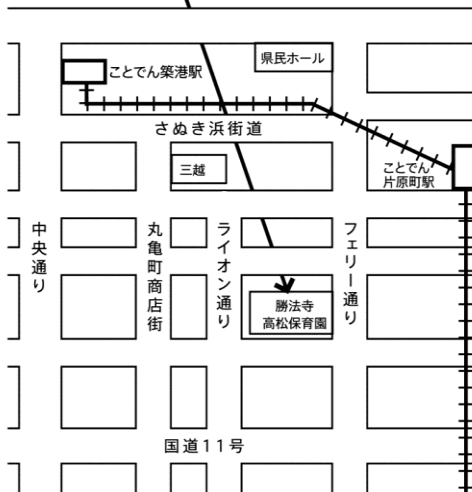 県民ホール
ことでん築港駅
さぬき浜街道
三越
ことでん
片原町駅
中央通り
丸亀町商店街
ライオン通り
フェリー通り
勝法寺
高松保育園
国道11号